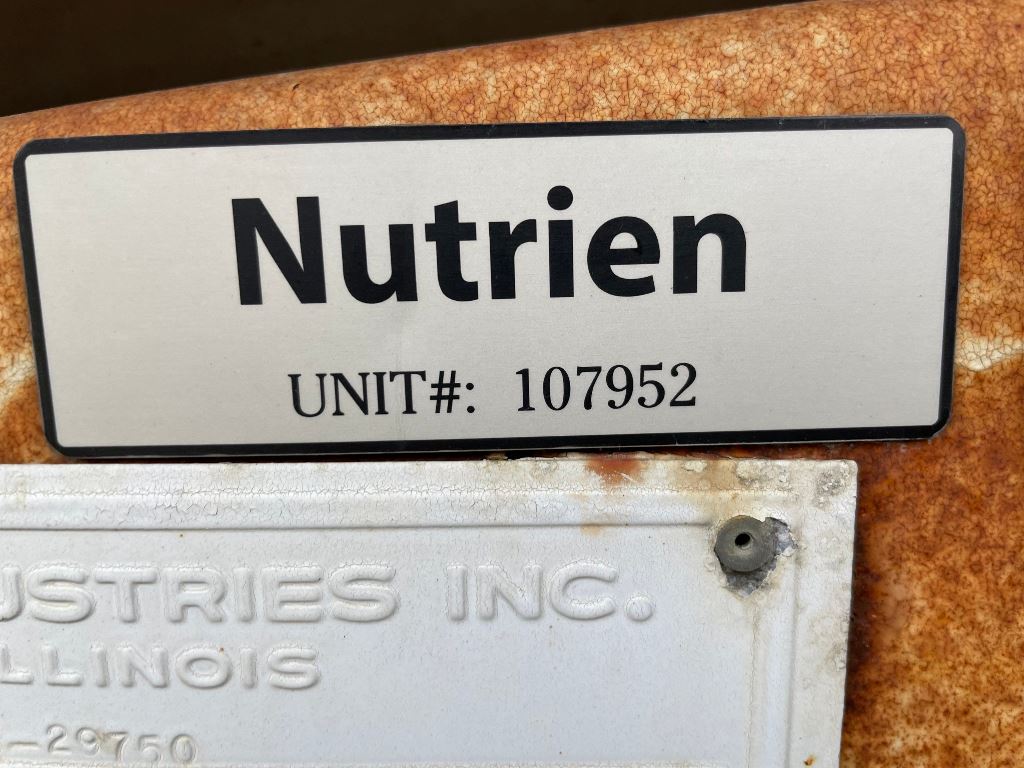 Nutrien
UNIT#: 107952
USTRIES INC.
LLINOIS
-29750